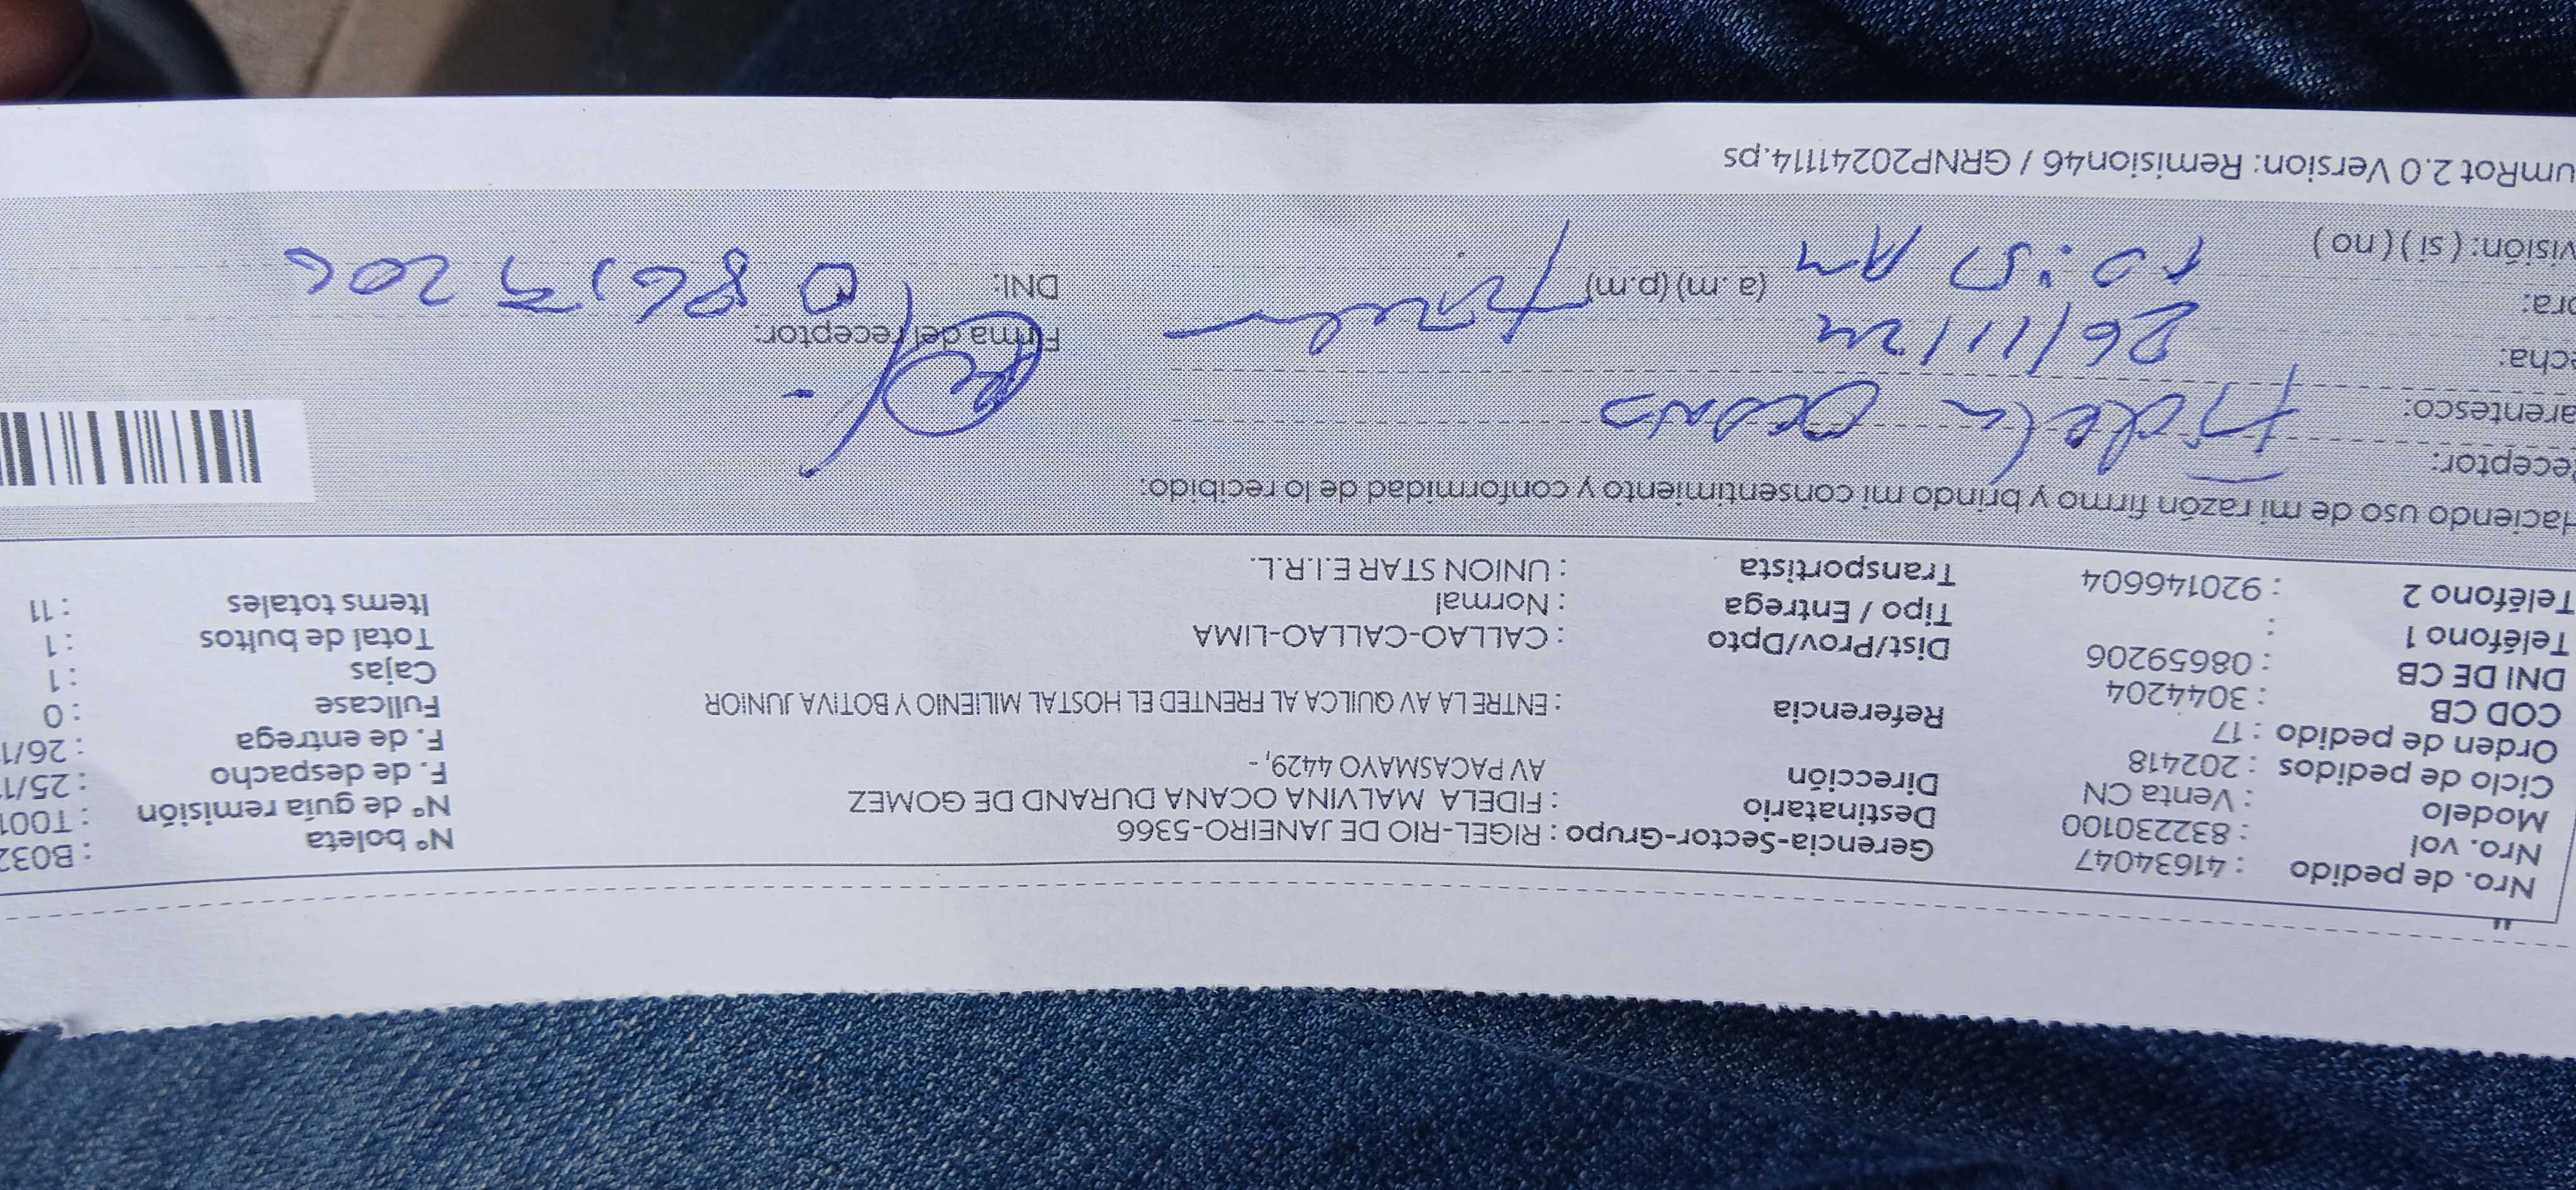 Nro. de pedido : 41634047 Gerencia-Sector-Grupo : RIGEL-RIO DE JANEIRO-5366 Nº boleta : B032
Nro. vol : 832230100 Destinatario : FIDELA MALVINA OCANA DURAND DE GOMEZ Nº de guía remisión : T001
Modelo : Venta CN Dirección AV PACASMAYO 4429, - F. de despacho : 25/1
Ciclo de pedidos : 202418 F. de entrega : 26/1
Orden de pedido : 17 Referencia : ENTRE LA AV QUILCA AL FRENTED EL HOSTAL MILIENIO Y BOTIVA JUNIOR Fullcase : 0
COD CB : 3044204 Cajas : 1
DNI DE CB : 08659206 Dist/Prov/Dpto : CALLAO-CALLAO-LIMA Total de bultos : 1
Teléfono 1 : Tipo / Entrega : Normal Items totales : 11
Teléfono 2 : 920146604 Transportista : UNION STAR E.I.R.L.
Haciendo uso de mi razón firmo y brindo mi consentimiento y conformidad de lo recibido:
Receptor: Fidela Ocana
arentesco:
echa: 26/11/24 Firma del receptor:
ora: 10:51 AM (a.m) (p.m) DNI:
visión: ( si ) ( no )
umRot 2.0 Version: Remision46 / GRNP20241114.ps